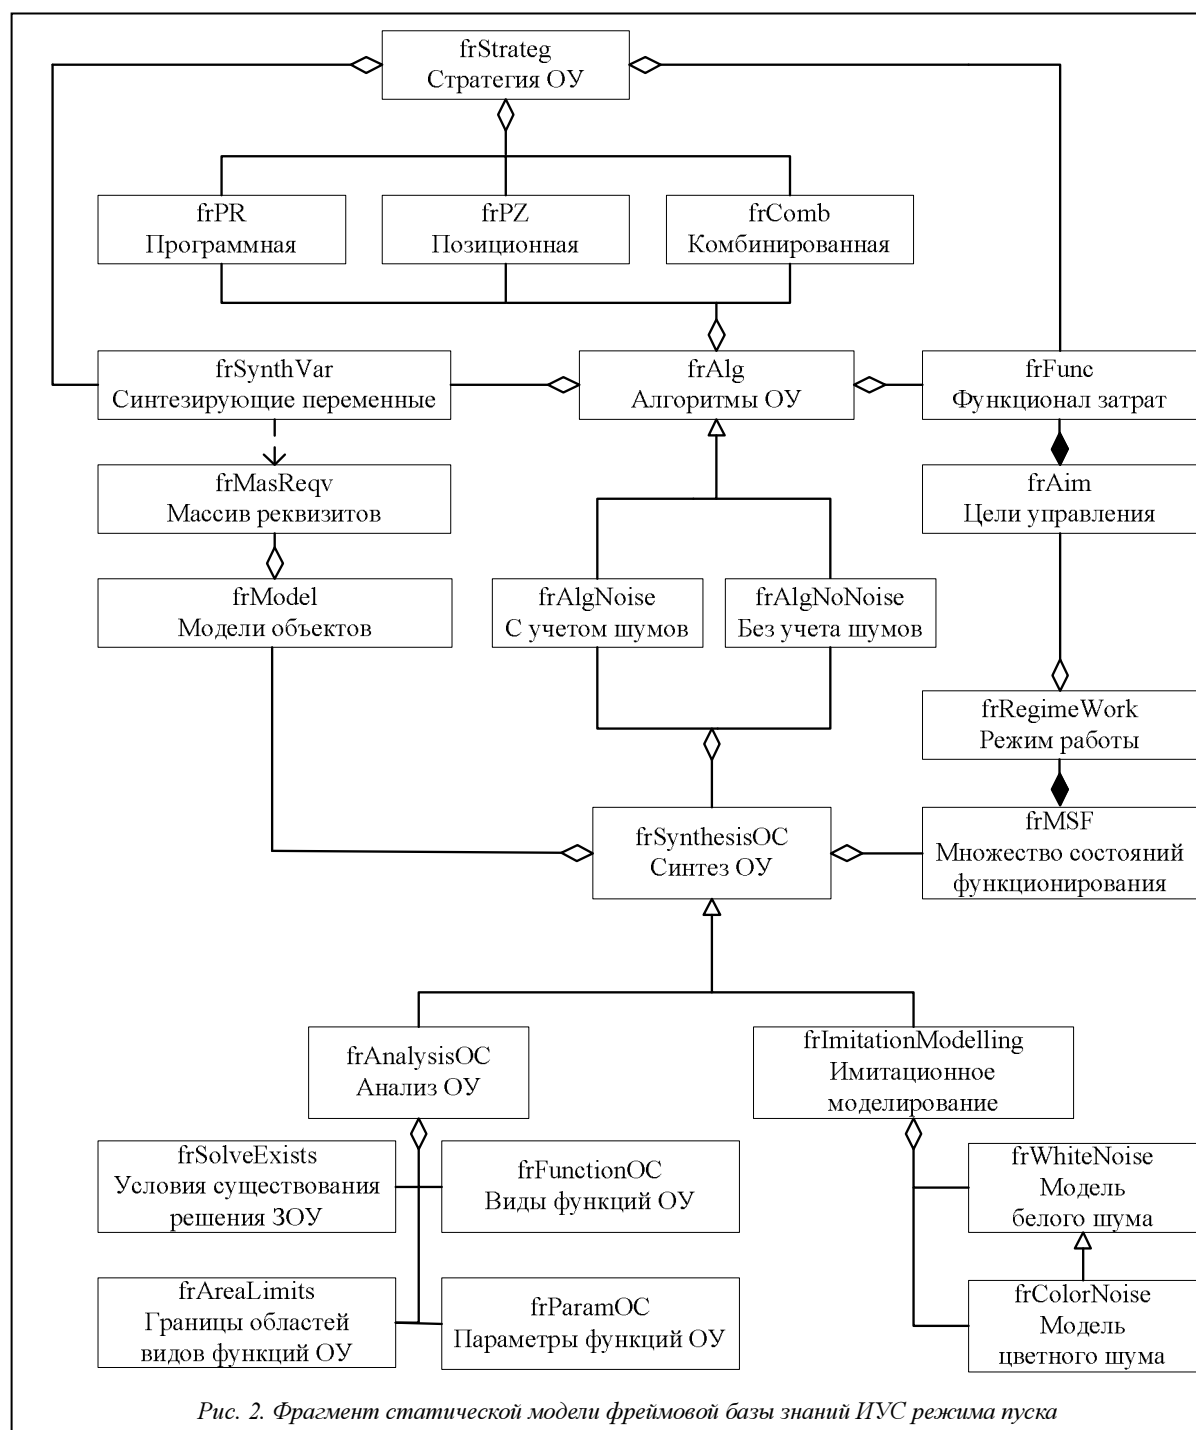 frStrateg
Стратегия ОУ
frPR
Программная
frPZ
Позиционная
frComb
Комбинированная
frSynthVar
Синтезирующие переменные
frAlg
Алгоритмы ОУ
frFunc
Функционал затрат
frMasReqv
Массив реквизитов
frAim
Цели управления
frModel
Модели объектов
frAlgNoise
С учетом шумов
frAlgNoNoise
Без учета шумов
frRegimeWork
Режим работы
frSynthesisOC
Синтез ОУ
frMSF
Множество состояний
функционирования
frAnalysisOC
Анализ ОУ
frImitationModelling
Имитационное
моделирование
frSolveExists
Условия существования
решения ЗОУ
frFunctionOC
Виды функций ОУ
frWhiteNoise
Модель
белого шума
frAreaLimits
Границы областей
видов функций ОУ
frParamOC
Параметры функций ОУ
frColorNoise
Модель
цветного шума
Рис. 2. Фрагмент статической модели фреймовой базы знаний ИУС режима пуска